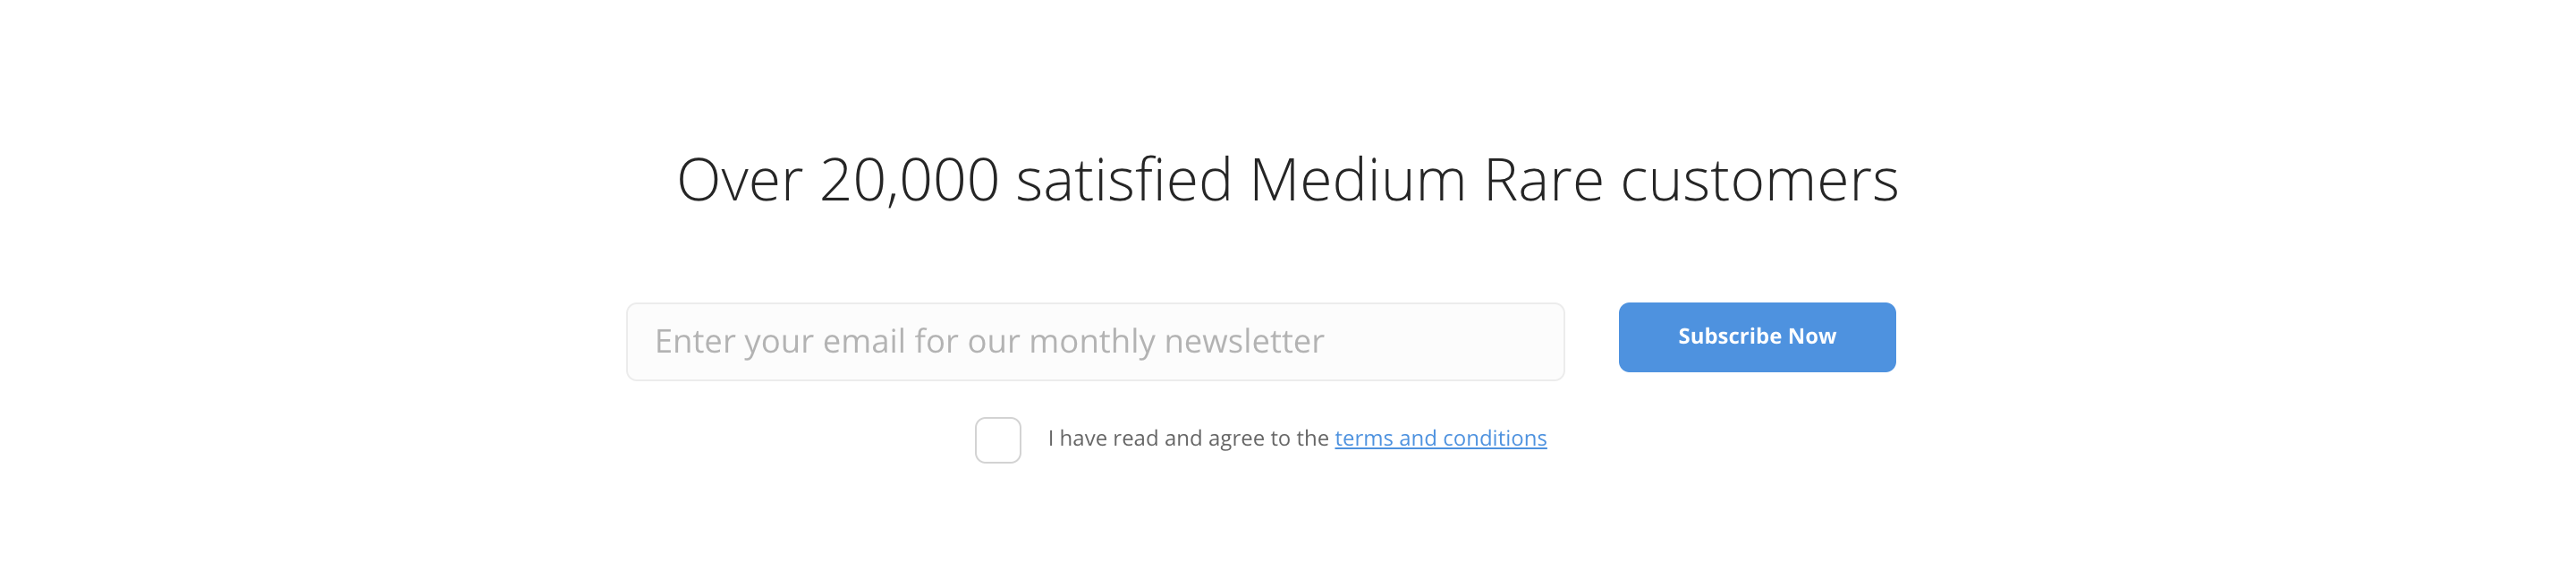 Over 20,000 satisfied Medium Rare customers
Enter your email for our monthly newsletter
Subscribe Now
I have read and agree to the terms and conditions